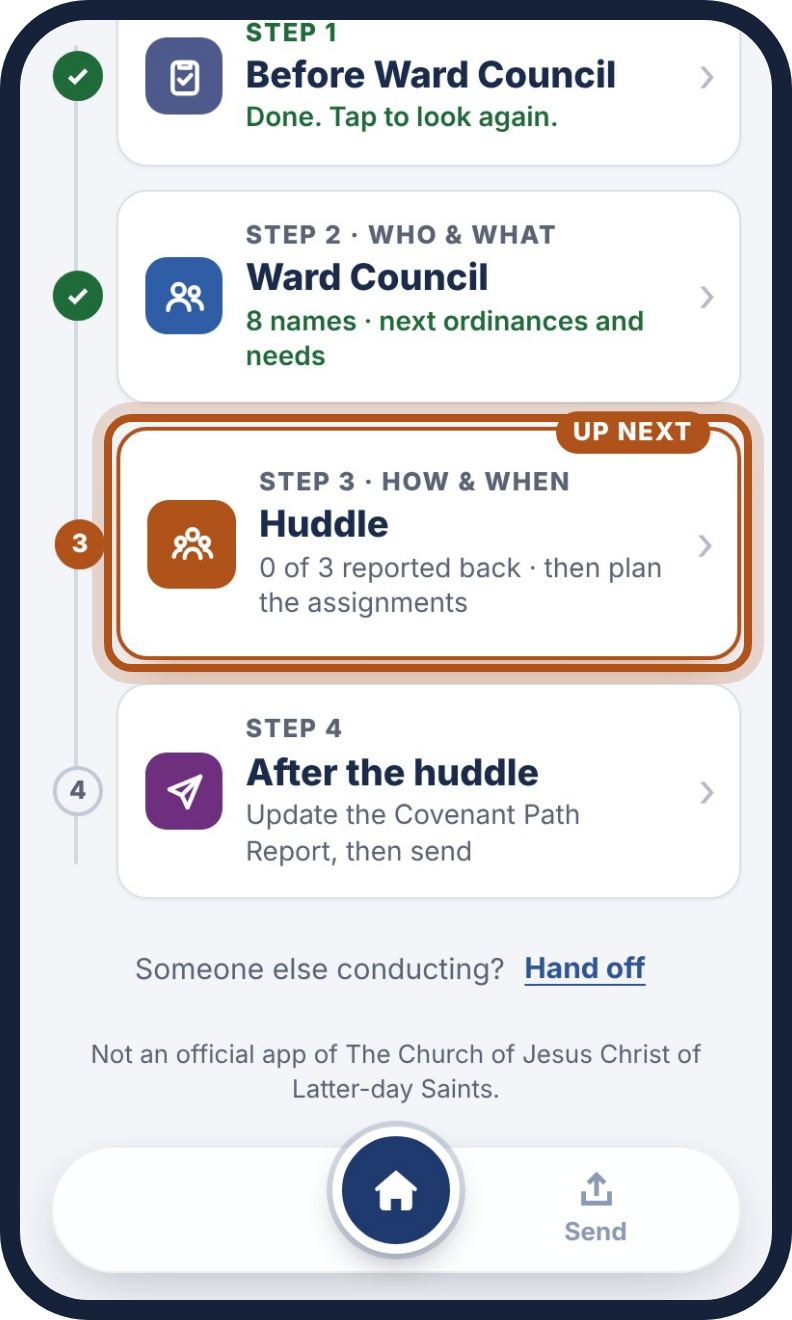 STEP 1
Before Ward Council
Done. Tap to look again.
STEP 2 · WHO & WHAT
Ward Council
8 names · next ordinances and
needs
UP NEXT
STEP 3 · HOW & WHEN
3
Huddle
0 of 3 reported back · then plan
the assignments
STEP 4
4
After the huddle
Update the Covenant Path
Report, then send
Someone else conducting? Hand off
Not an official app of The Church of Jesus Christ of
Latter-day Saints.
Send